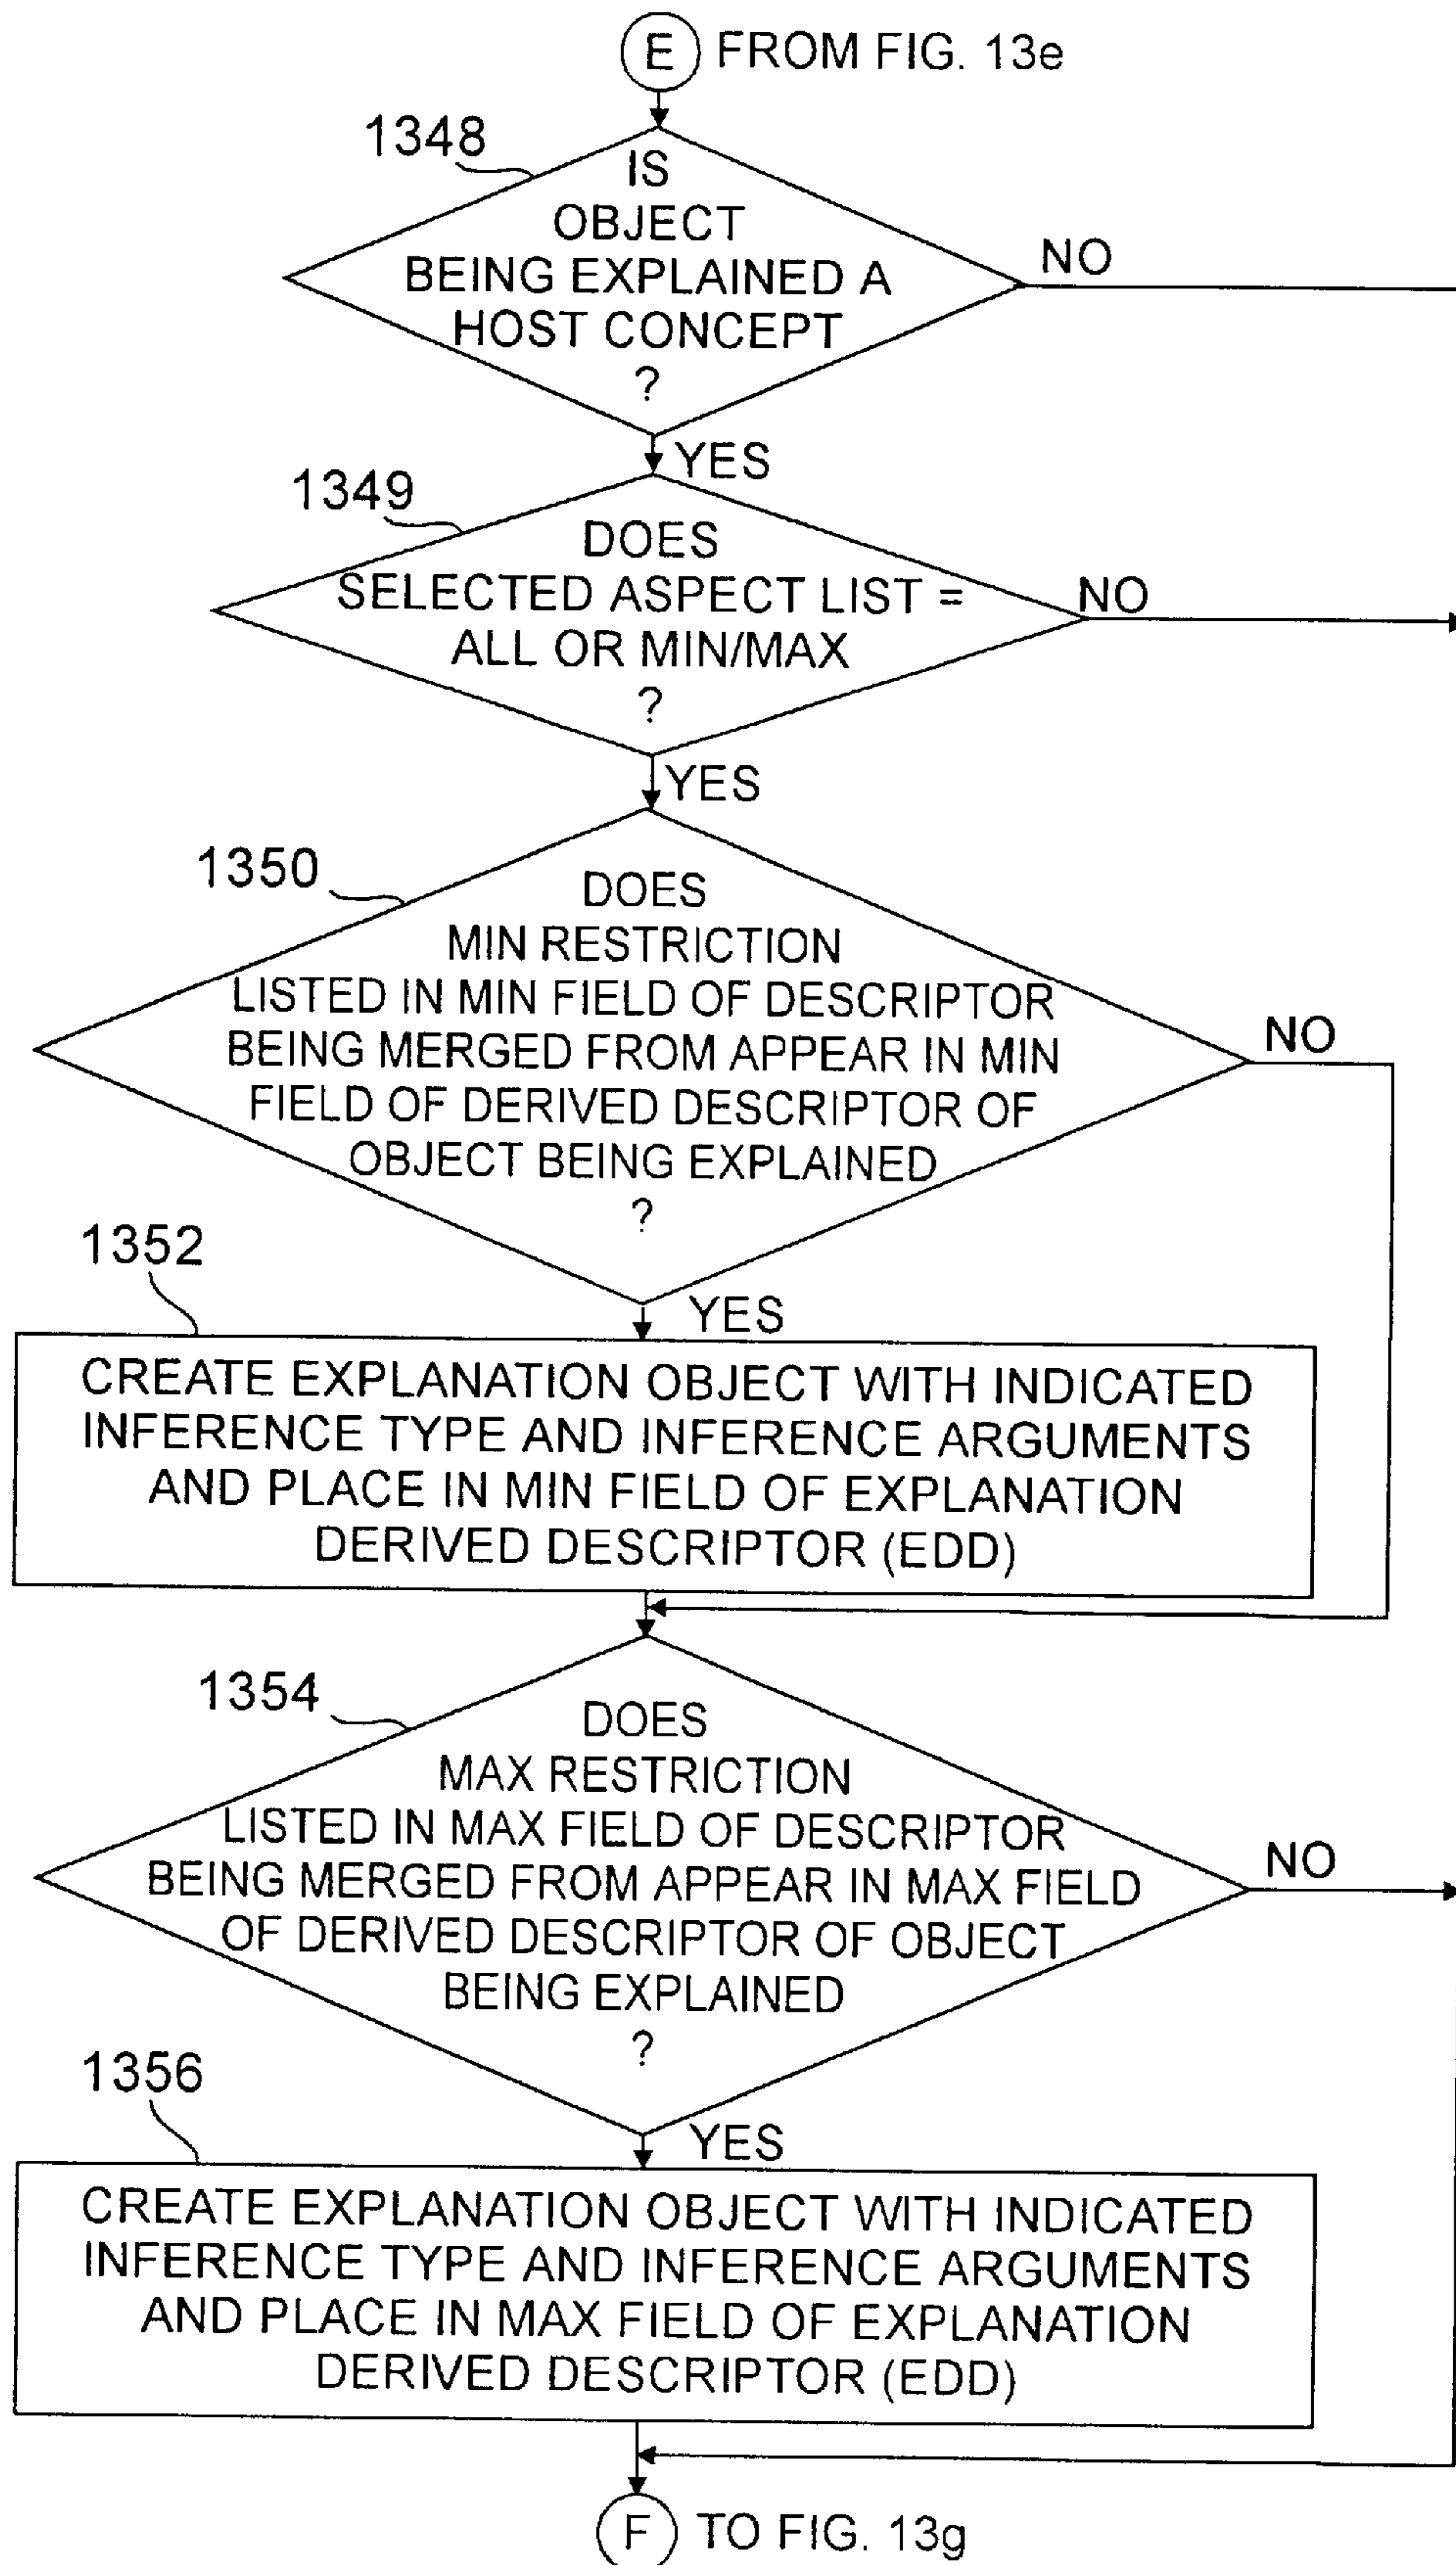 E FROM FIG. 13e
1348
IS
OBJECT
BEING EXPLAINED A
HOST CONCEPT
?
NO
YES
1349
DOES
SELECTED ASPECT LIST =
ALL OR MIN/MAX
?
NO
YES
1350
DOES
MIN RESTRICTION
LISTED IN MIN FIELD OF DESCRIPTOR
BEING MERGED FROM APPEAR IN MIN
FIELD OF DERIVED DESCRIPTOR OF
OBJECT BEING EXPLAINED
?
NO
YES
1352
CREATE EXPLANATION OBJECT WITH INDICATED
INFERENCE TYPE AND INFERENCE ARGUMENTS
AND PLACE IN MIN FIELD OF EXPLANATION
DERIVED DESCRIPTOR (EDD)
1354
DOES
MAX RESTRICTION
LISTED IN MAX FIELD OF DESCRIPTOR
BEING MERGED FROM APPEAR IN MAX FIELD
OF DERIVED DESCRIPTOR OF OBJECT
BEING EXPLAINED
?
NO
YES
1356
CREATE EXPLANATION OBJECT WITH INDICATED
INFERENCE TYPE AND INFERENCE ARGUMENTS
AND PLACE IN MAX FIELD OF EXPLANATION
DERIVED DESCRIPTOR (EDD)
F TO FIG. 13g